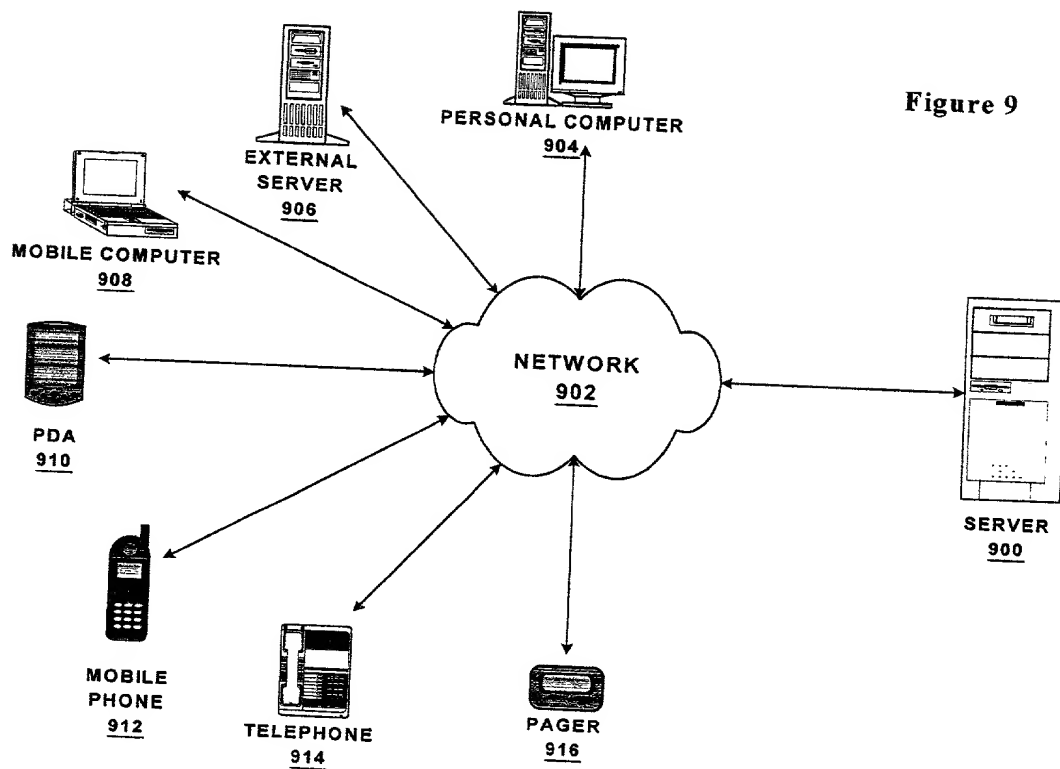 Figure 9
PERSONAL COMPUTER
904
EXTERNAL
SERVER
906
MOBILE COMPUTER
908
NETWORK
902
PDA
910
SERVER
900
MOBILE
PHONE
912
TELEPHONE
914
PAGER
916